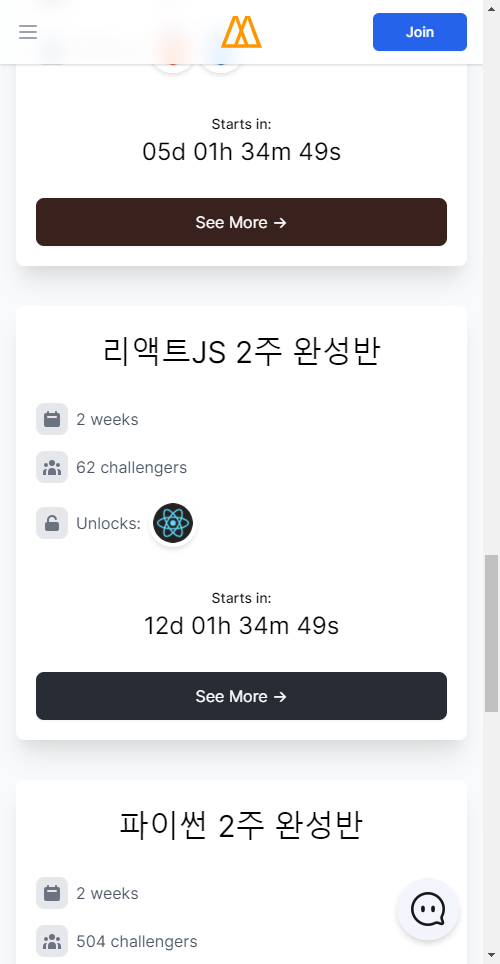 Join
Starts in:
05d 01h 34m 49s
See More →
리액트JS 2주 완성반
2 weeks
62 challengers
Unlocks:
Starts in:
12d 01h 34m 49s
See More →
파이썬 2주 완성반
2 weeks
504 challengers